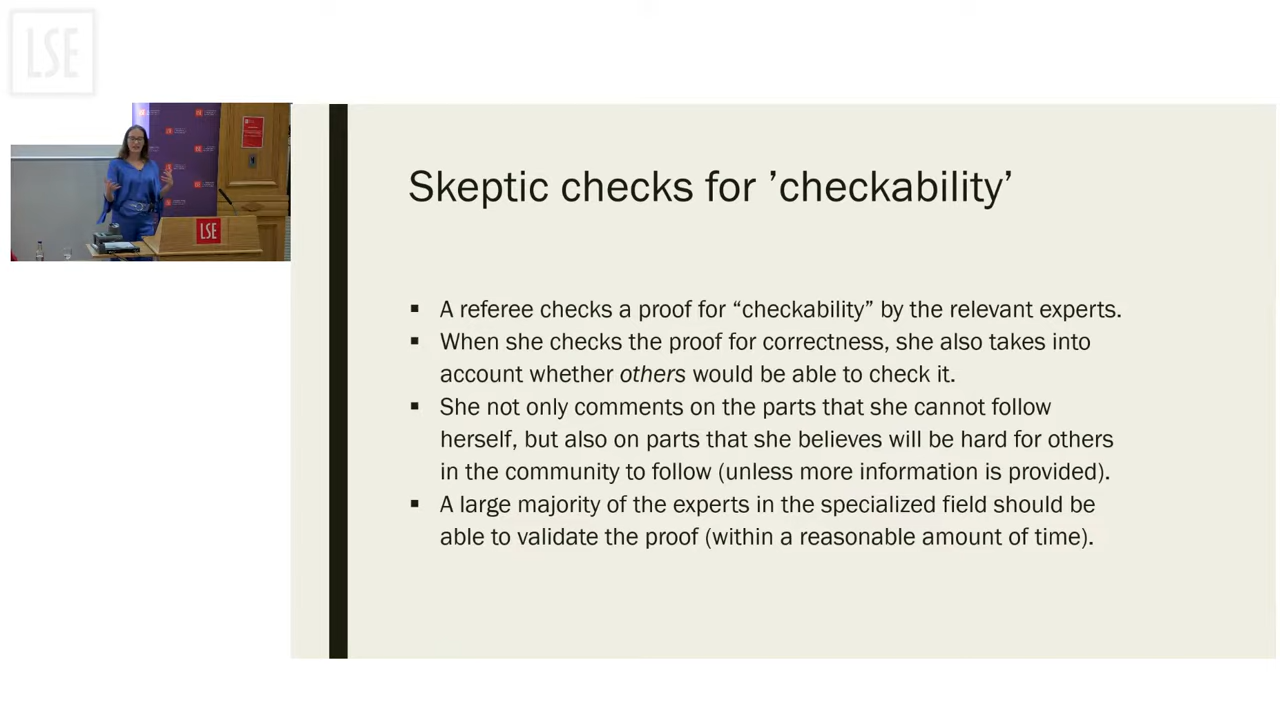 LSE
LSE
Skeptic checks for ’checkability’
▪ A referee checks a proof for “checkability” by the relevant experts.
▪ When she checks the proof for correctness, she also takes into
account whether others would be able to check it.
▪ She not only comments on the parts that she cannot follow
herself, but also on parts that she believes will be hard for others
in the community to follow (unless more information is provided).
▪ A large majority of the experts in the specialized field should be
able to validate the proof (within a reasonable amount of time).